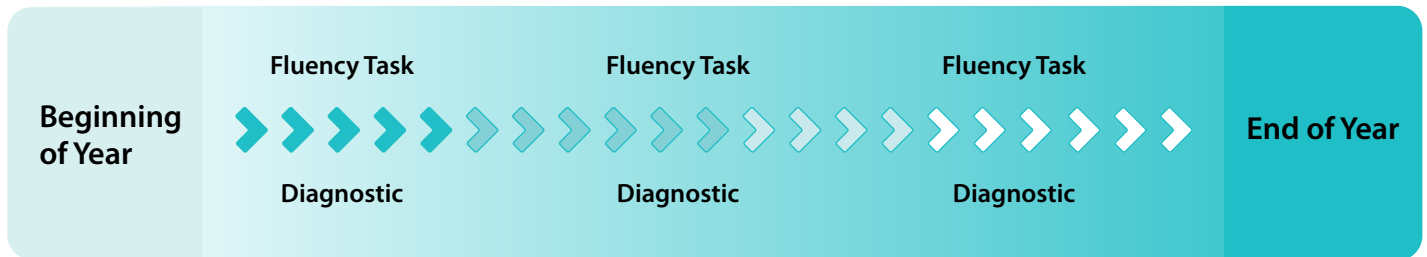 Beginning
of Year
Fluency Task
Diagnostic
Fluency Task
Diagnostic
Fluency Task
Diagnostic
End of Year